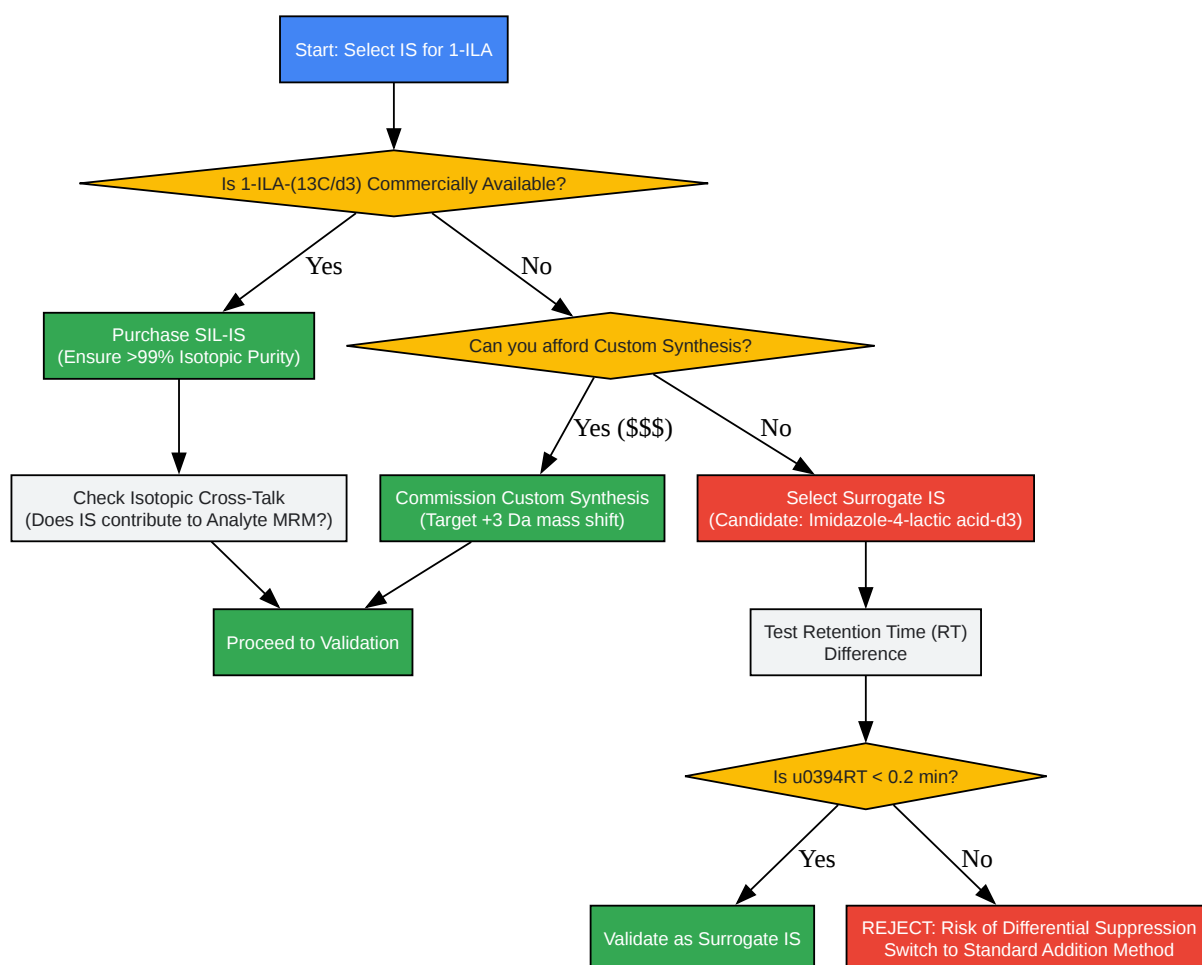 Start: Select IS for 1-ILA
Is 1-ILA-(13C/d3) Commercially Available?
Yes
No
Purchase SIL-IS
(Ensure >99% Isotopic Purity)
Can you afford Custom Synthesis?
Yes ($$$)
No
Check Isotopic Cross-Talk
(Does IS contribute to Analyte MRM?)
Commission Custom Synthesis
(Target +3 Da mass shift)
Select Surrogate IS
(Candidate: Imidazole-4-lactic acid-d3)
Proceed to Validation
Test Retention Time (RT)
Difference
Is u0394RT < 0.2 min?
Yes
No
Validate as Surrogate IS
REJECT: Risk of Differential Suppression
Switch to Standard Addition Method